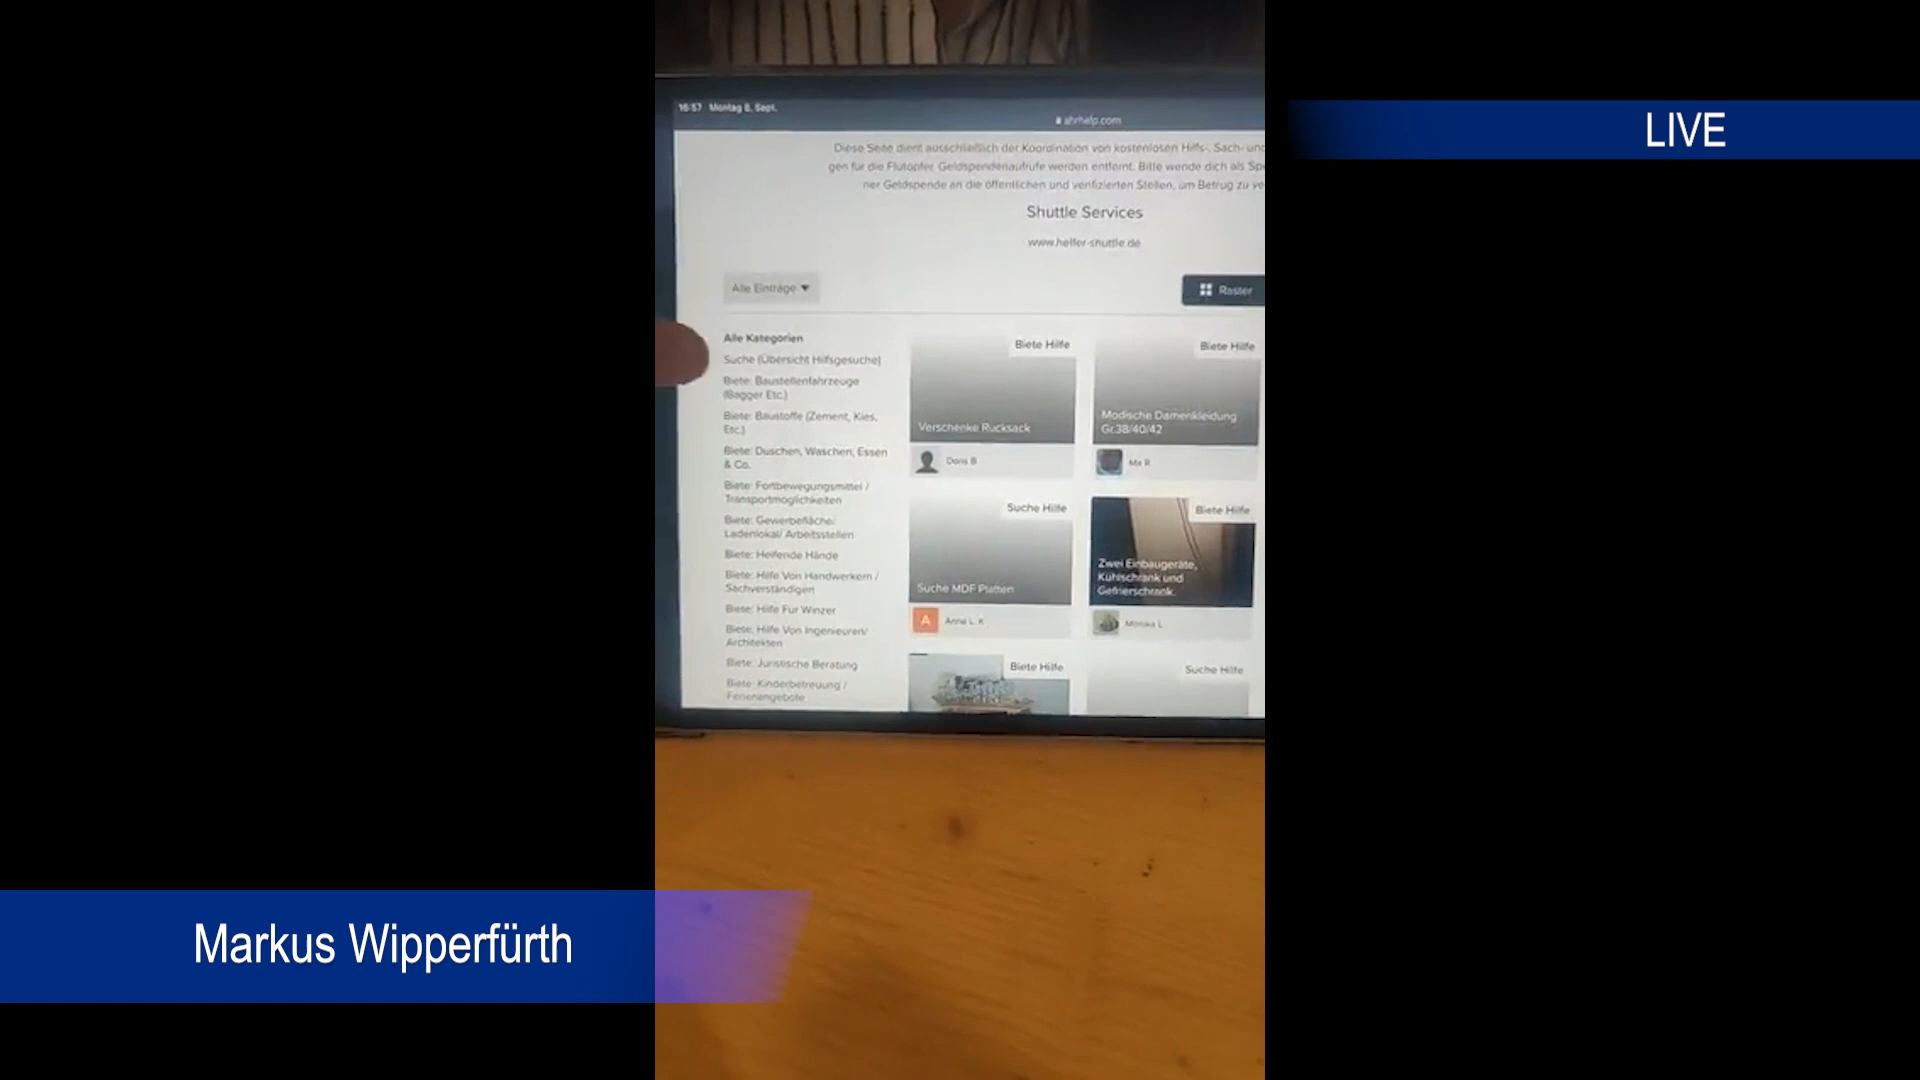 LIVE
16:57 Montag 6. Sept.
ahrhelp.com
Diese Seite dient ausschließlich der Koordination von kostenlosen Hilfs-, Sach- und
gen für die Flutopfer. Geldspendenaufrufe werden entfernt. Bitte wende dich als Sp
ner Geldspende an die öffentlichen und verifizierten Stellen, um Betrug zu ve
Shuttle Services
www.helfer-shuttle.de
Alle Einträge
Raster
Alle Kategorien
Suche (Übersicht Hilfsgesuche)
Biete: Baustellenfahrzeuge
(Bagger Etc.)
Biete: Baustoffe (Zement, Kies,
Etc.)
Biete: Duschen, Waschen, Essen
& Co.
Biete: Fortbewegungsmittel /
Transportmöglichkeiten
Biete: Gewerbefläche/
Ladenlokal/ Arbeitsstellen
Biete: Helfende Hände
Biete: Hilfe Von Handwerkern /
Sachverständigen
Biete: Hilfe Für Winzer
Biete: Hilfe Von Ingenieuren/
Architekten
Biete: Juristische Beratung
Biete: Kinderbetreuung /
Ferienangebote
Biete Hilfe
Verschenke Rucksack
Doris B
Biete Hilfe
Modische Damenkleidung
Gr.38/40/42
Ma R
Suche Hilfe
Suche MDF Platten
A
Anne L. K
Biete Hilfe
Zwei Einbaugeräte,
Kühlschrank und
Gefrierschrank.
Monika L
Biete Hilfe
Suche Hilfe
Markus Wipperfürth